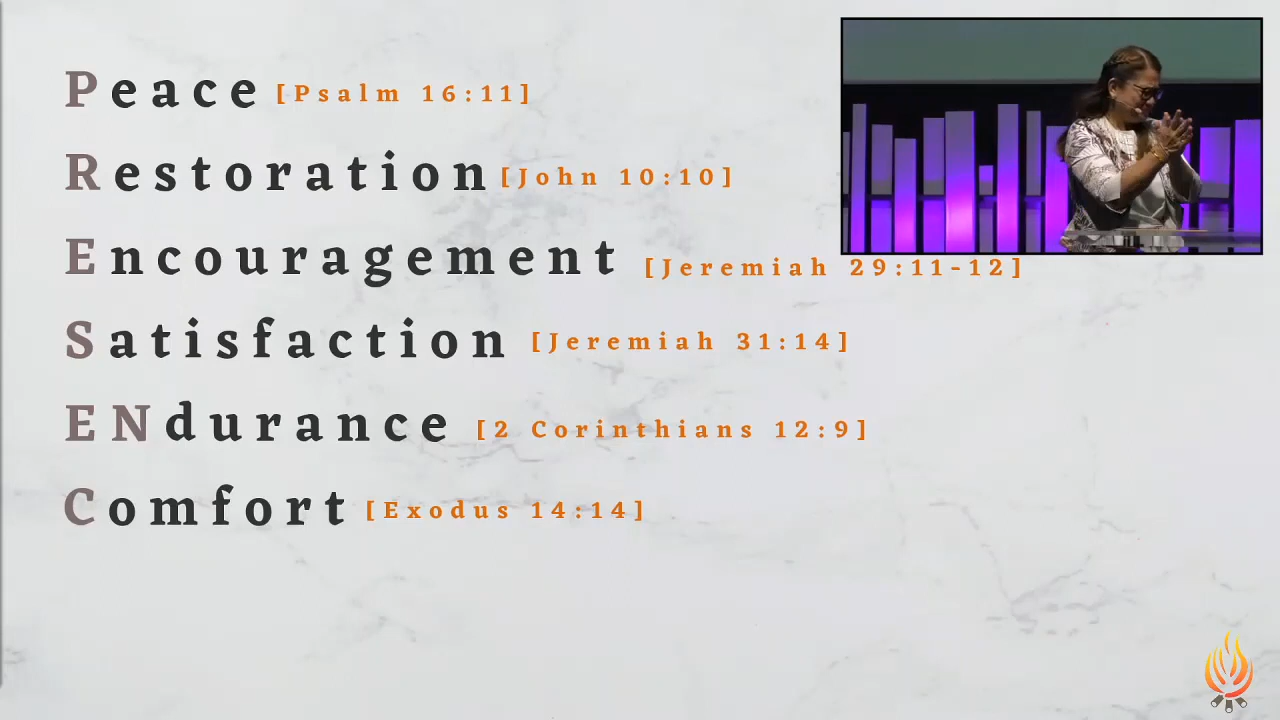 Peace [Psalm 16:11]
Restoration [John 10:10]
Encouragement [Jeremiah 29:11-12]
Satisfaction [Jeremiah 31:14]
ENdurance [2 Corinthians 12:9]
Comfort [Exodus 14:14]